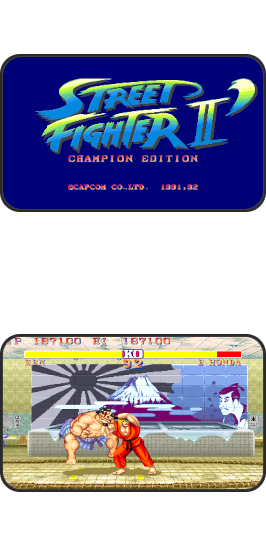 STREET
FIGHTER II'
CHAMPION EDITION
©CAPCOM CO.,LTD. 1991,92
1P 167100 HI 167100
KO
KEN 92 E.HONDA